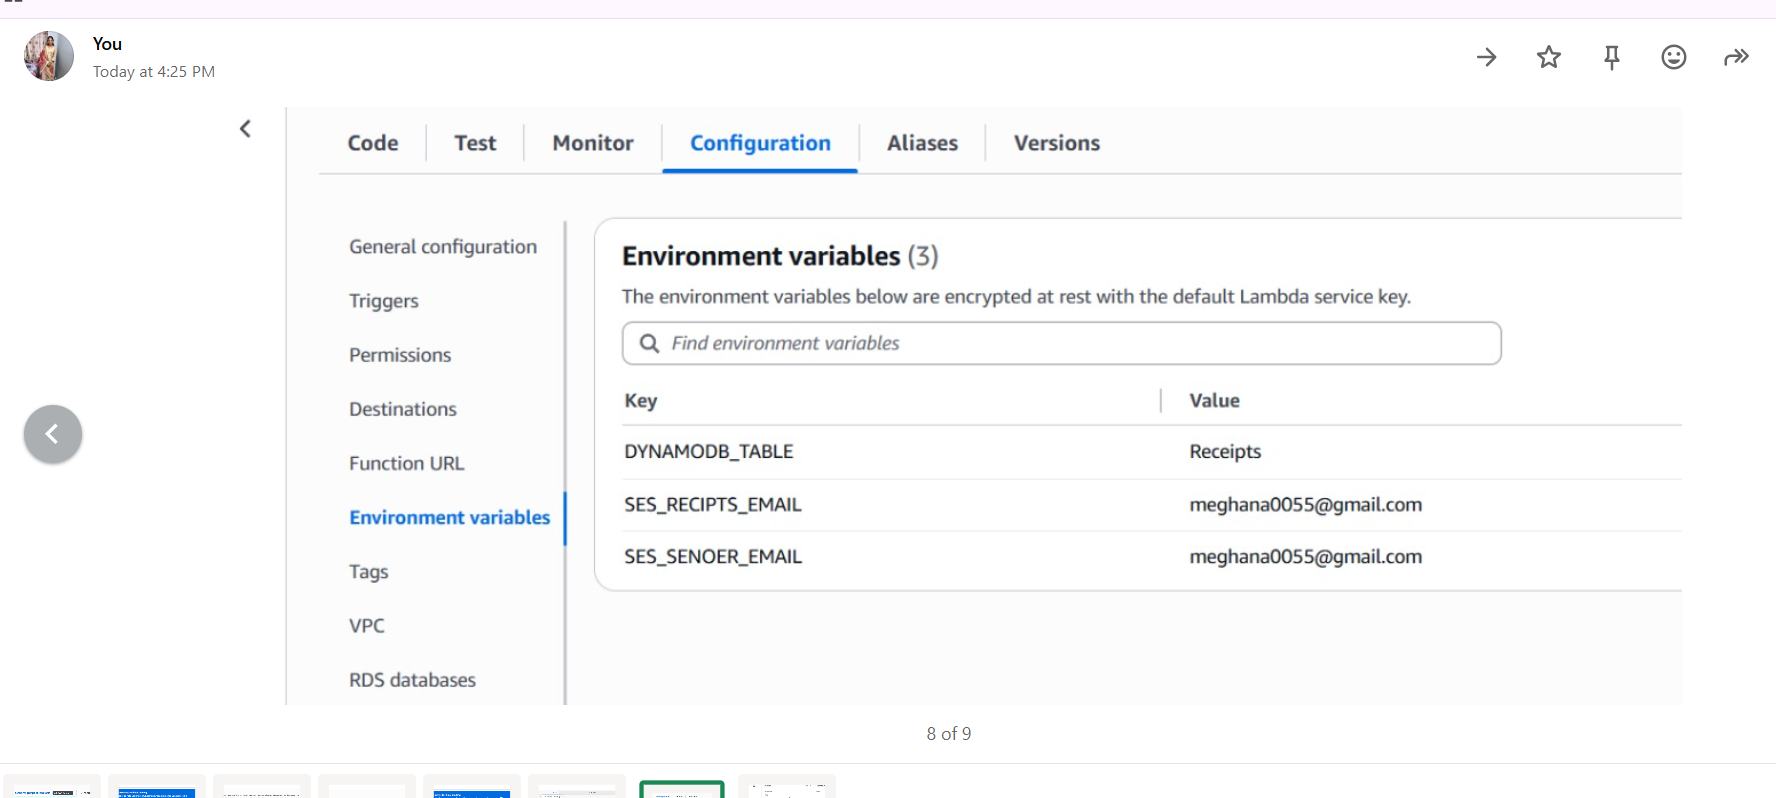 You
Today at 4:25 PM
Code Test Monitor Configuration Aliases Versions
General configuration
Triggers
Permissions
Destinations
Function URL
Environment variables
Tags
VPC
RDS databases
Environment variables (3)
The environment variables below are encrypted at rest with the default Lambda service key.
Find environment variables
Key Value
DYNAMODB_TABLE Receipts
SES_RECIPTS_EMAIL meghana0055@gmail.com
SES_SENOER_EMAIL meghana0055@gmail.com
8 of 9